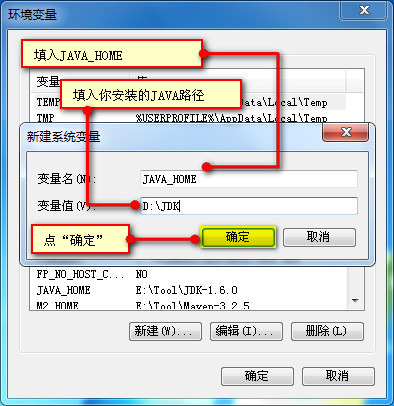 环境变量
填入JAVA_HOME
变量
填入你安装的JAVA路径
TEMP
Data\Local\Temp
TMP %USERPROFILE%\AppData\Local\Temp
新建系统变量
变量名(N): JAVA_HOME
变量值(V): D:\JDK
点“确定”
确定 取消
FP_NO_HOST_C... NO
JAVA_HOME E:\Tool\JDK-1.6.0
M2_HOME E:\Tool\Maven-3.2.5
新建(W)... 编辑(I)... 删除(L)
确定 取消